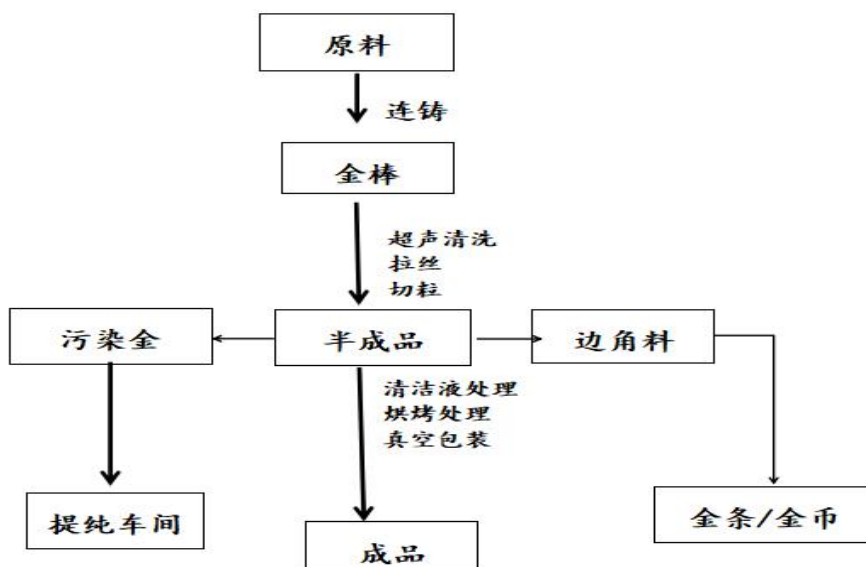 原料
连铸
金棒
超声清洗
拉丝
切粒
污染金
半成品
边角料
清洁液处理
烘烤处理
真空包装
提纯车间
成品
金条/金币